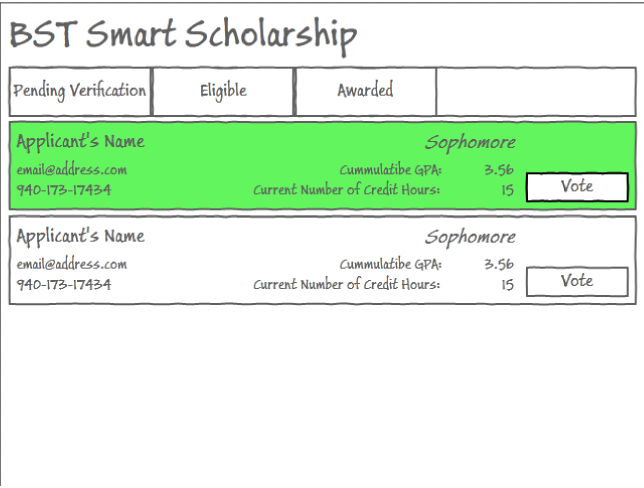 BST Smart Scholarship
Pending Verification Eligible Awarded
Applicant's Name Sophomore
email@address.com Cummulatibe GPA: 3.56
940-173-17434 Current Number of Credit Hours: 15 Vote
Applicant's Name Sophomore
email@address.com Cummulatibe GPA: 3.56
940-173-17434 Current Number of Credit Hours: 15 Vote